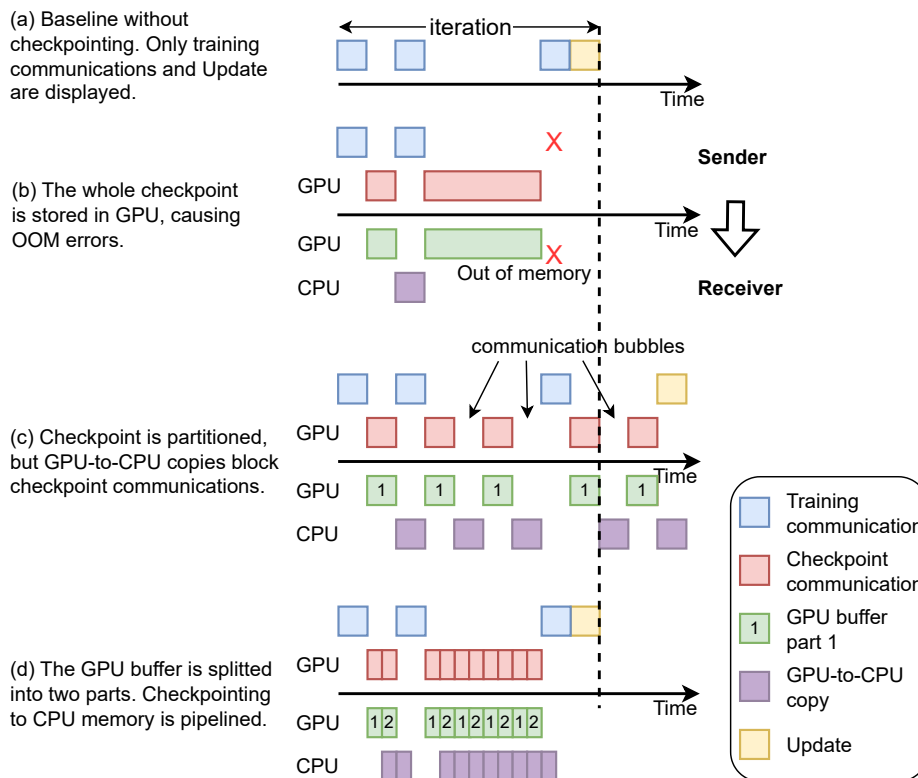 (a) Baseline without
checkpointing. Only training
communications and Update
are displayed.
iteration
Time
(b) The whole checkpoint
is stored in GPU, causing
OOM errors.
X
GPU
Time
GPU
X
Out of memory
CPU
Sender
Receiver
communication bubbles
(c) Checkpoint is partitioned,
but GPU-to-CPU copies block
checkpoint communications.
GPU
Time
GPU
1 1 1 1 1
CPU
(d) The GPU buffer is splitted
into two parts. Checkpointing
to CPU memory is pipelined.
GPU
Time
GPU
1 2 1 2 1 2 1 2 1 2
CPU
Training
communication
Checkpoint
communication
1
GPU buffer
part 1
GPU-to-CPU
copy
Update